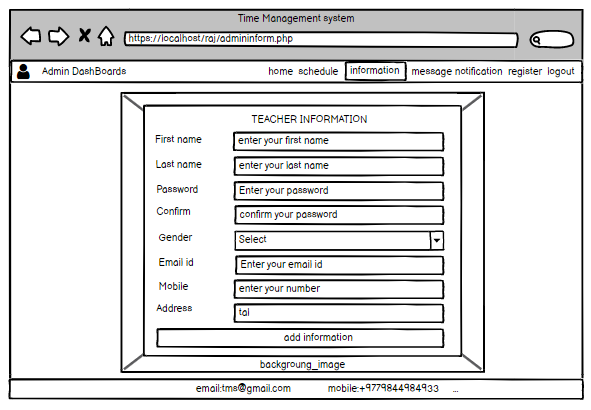 Time Management system
https://localhost/raj/admininform.php
Admin DashBoards home schedule information message notification register logout
TEACHER INFORMATION
First name enter your first name
Last name enter your last name
Password Enter your password
Confirm confirm your password
Gender Select
Email id Enter your email id
Mobile enter your number
Address tal
add information
backgroung_image
email:tms@gmail.com mobile:+9779844984933 ...